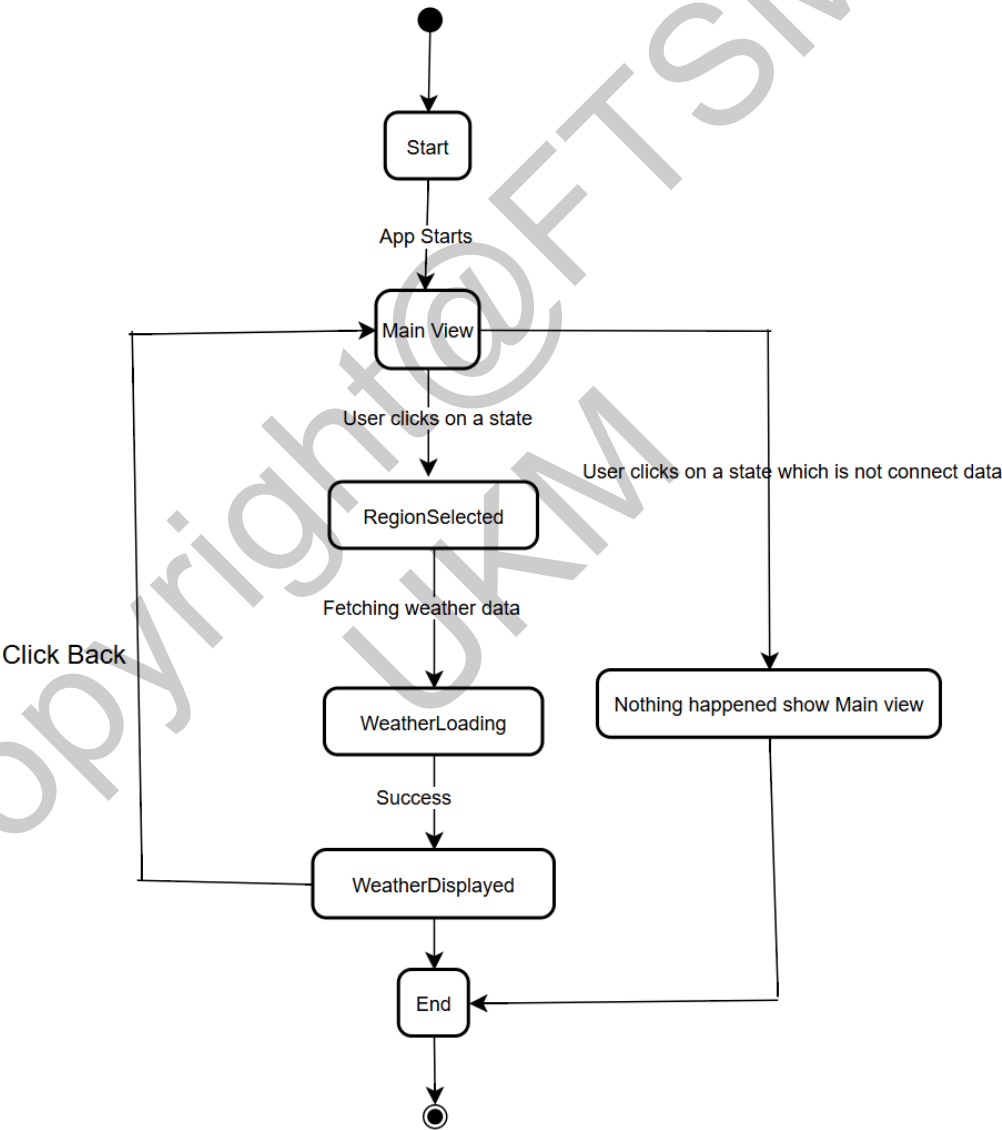 Start
App Starts
Main View
User clicks on a state
User clicks on a state which is not connect data
RegionSelected
Fetching weather data
Click Back
Nothing happened show Main view
WeatherLoading
Success
WeatherDisplayed
End
opyright@FTSM
UKM